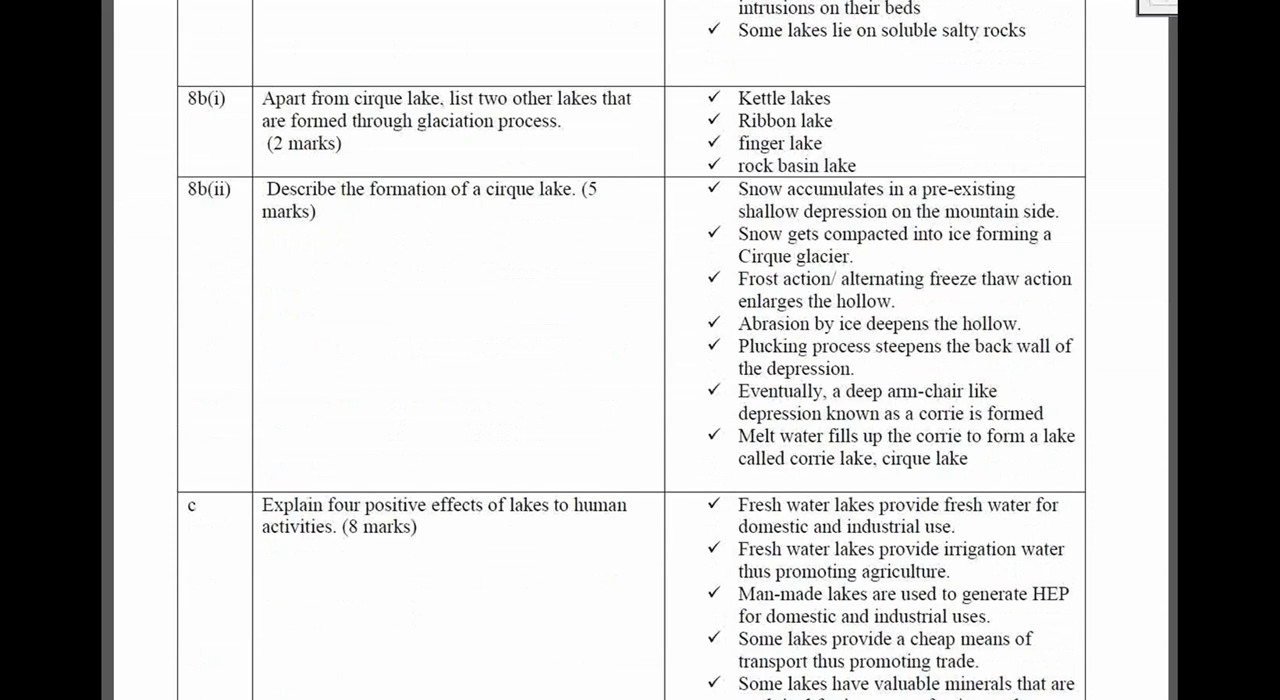 intrusions on their beds
✓ Some lakes lie on soluble salty rocks
8b(i)
Apart from cirque lake, list two other lakes that
are formed through glaciation process.
(2 marks)
✓ Kettle lakes
✓ Ribbon lake
✓ finger lake
✓ rock basin lake
8b(ii)
Describe the formation of a cirque lake. (5
marks)
✓ Snow accumulates in a pre-existing
shallow depression on the mountain side.
✓ Snow gets compacted into ice forming a
Cirque glacier.
✓ Frost action/ alternating freeze thaw action
enlarges the hollow.
✓ Abrasion by ice deepens the hollow.
✓ Plucking process steepens the back wall of
the depression.
✓ Eventually, a deep arm-chair like
depression known as a corrie is formed
✓ Melt water fills up the corrie to form a lake
called corrie lake, cirque lake
c
Explain four positive effects of lakes to human
activities. (8 marks)
✓ Fresh water lakes provide fresh water for
domestic and industrial use.
✓ Fresh water lakes provide irrigation water
thus promoting agriculture.
✓ Man-made lakes are used to generate HEP
for domestic and industrial uses.
✓ Some lakes provide a cheap means of
transport thus promoting trade.
✓ Some lakes have valuable minerals that are